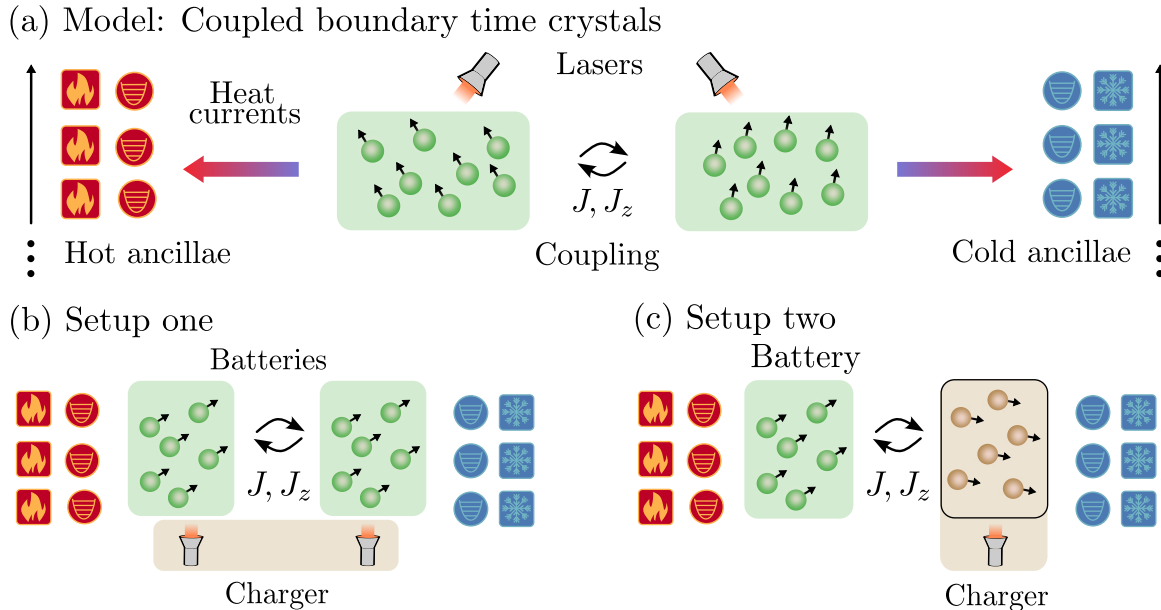 (a) Model: Coupled boundary time crystals
Lasers
Heat
currents
J, J_z
Hot ancillae
Coupling
Cold ancillae
(b) Setup one
Batteries
J, J_z
Charger
(c) Setup two
Battery
J, J_z
Charger